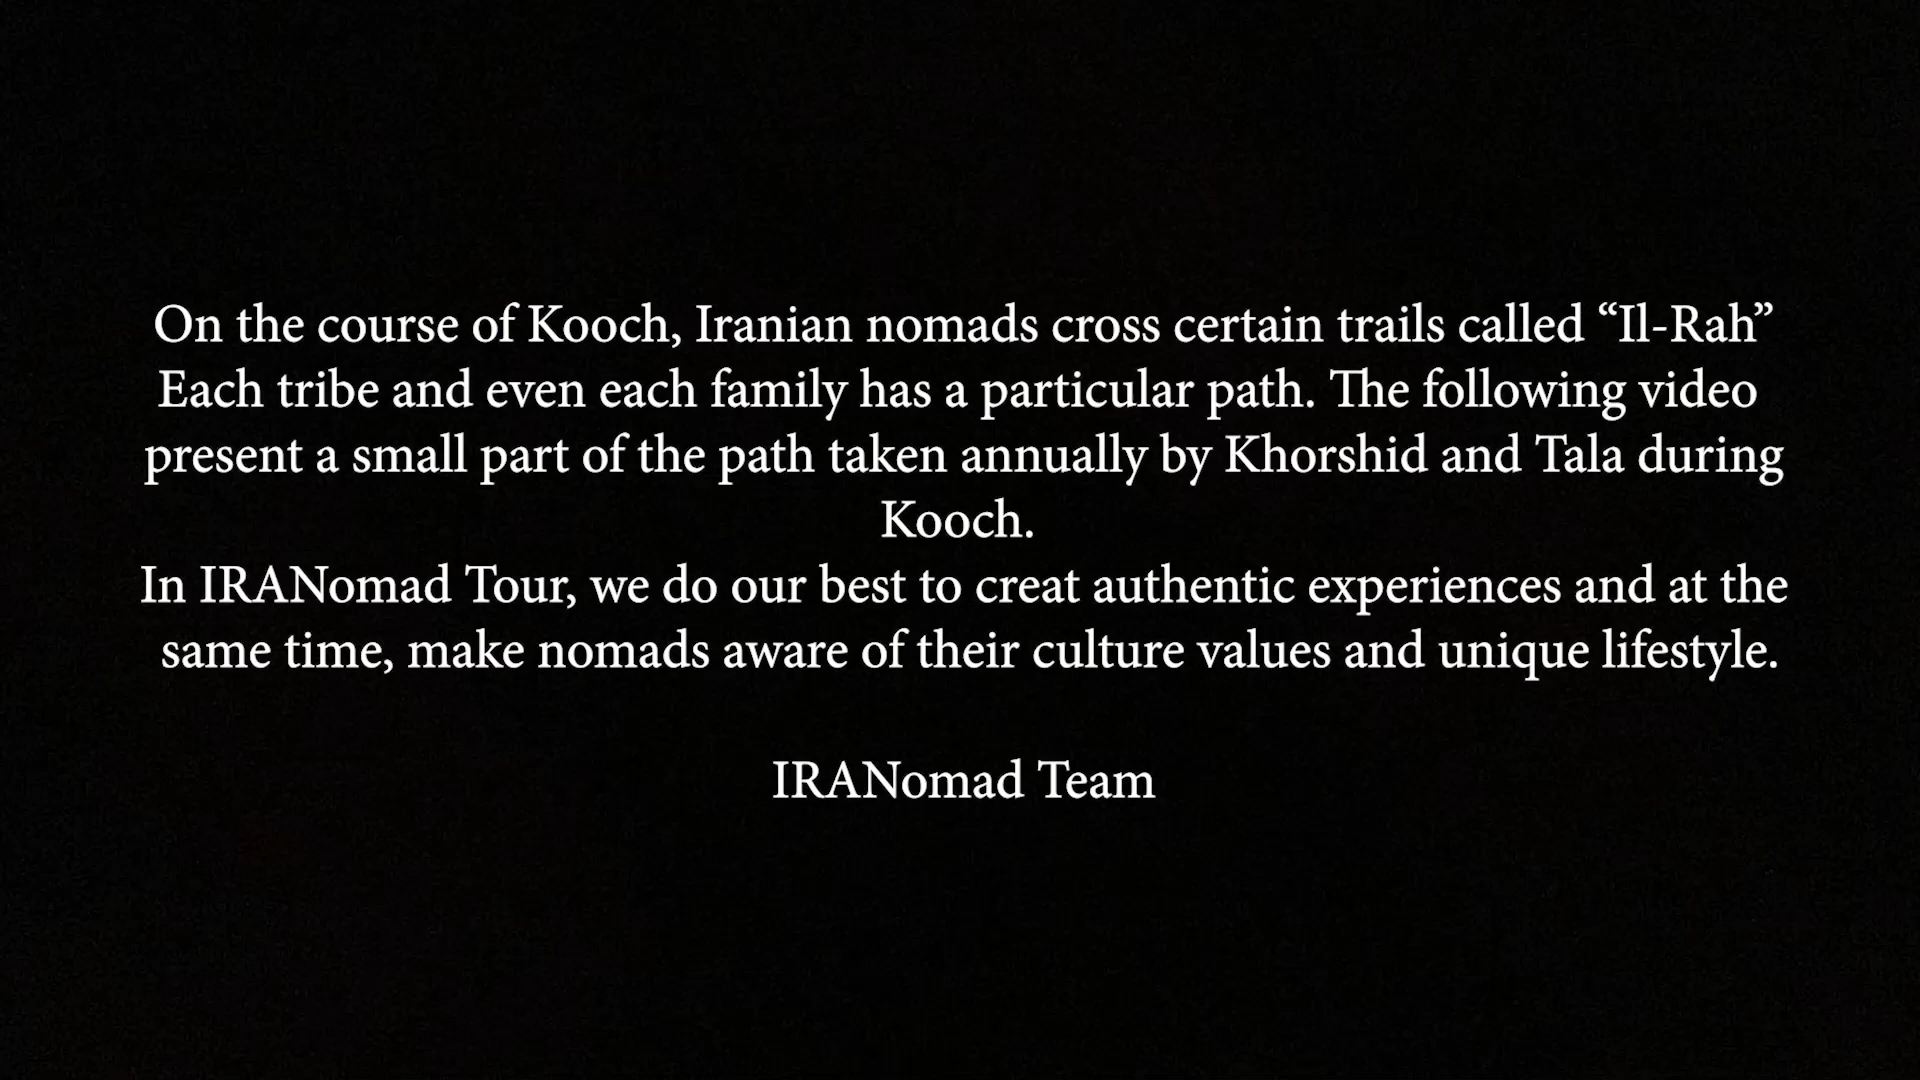 On the course of Kooch, Iranian nomads cross certain trails called “Il-Rah”
Each tribe and even each family has a particular path. The following video
present a small part of the path taken annually by Khorshid and Tala during
Kooch.
In IRANomad Tour, we do our best to creat authentic experiences and at the
same time, make nomads aware of their culture values and unique lifestyle.
IRANomad Team